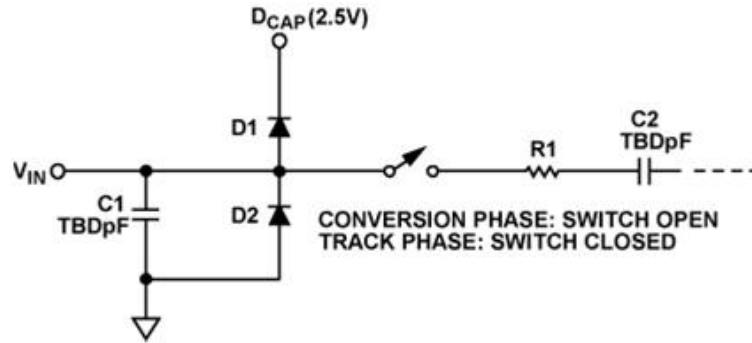 DCAP(2.5V)
D1
C2
TBDpF
R1
VIN
C1
TBDpF
D2
CONVERSION PHASE: SWITCH OPEN
TRACK PHASE: SWITCH CLOSED